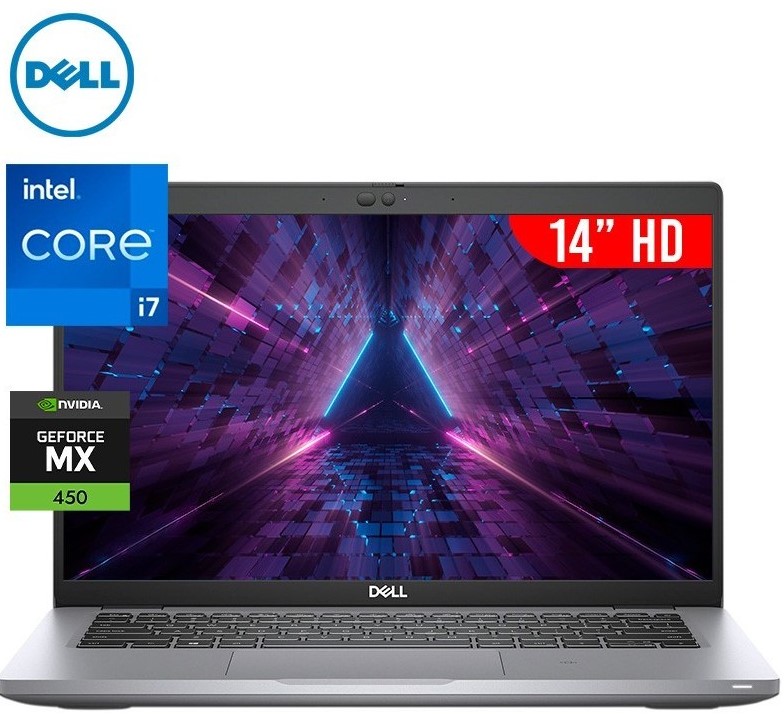 DELL
intel.
CORE
i7
14” HD
NVIDIA.
GEFORCE
MX
450
DELL